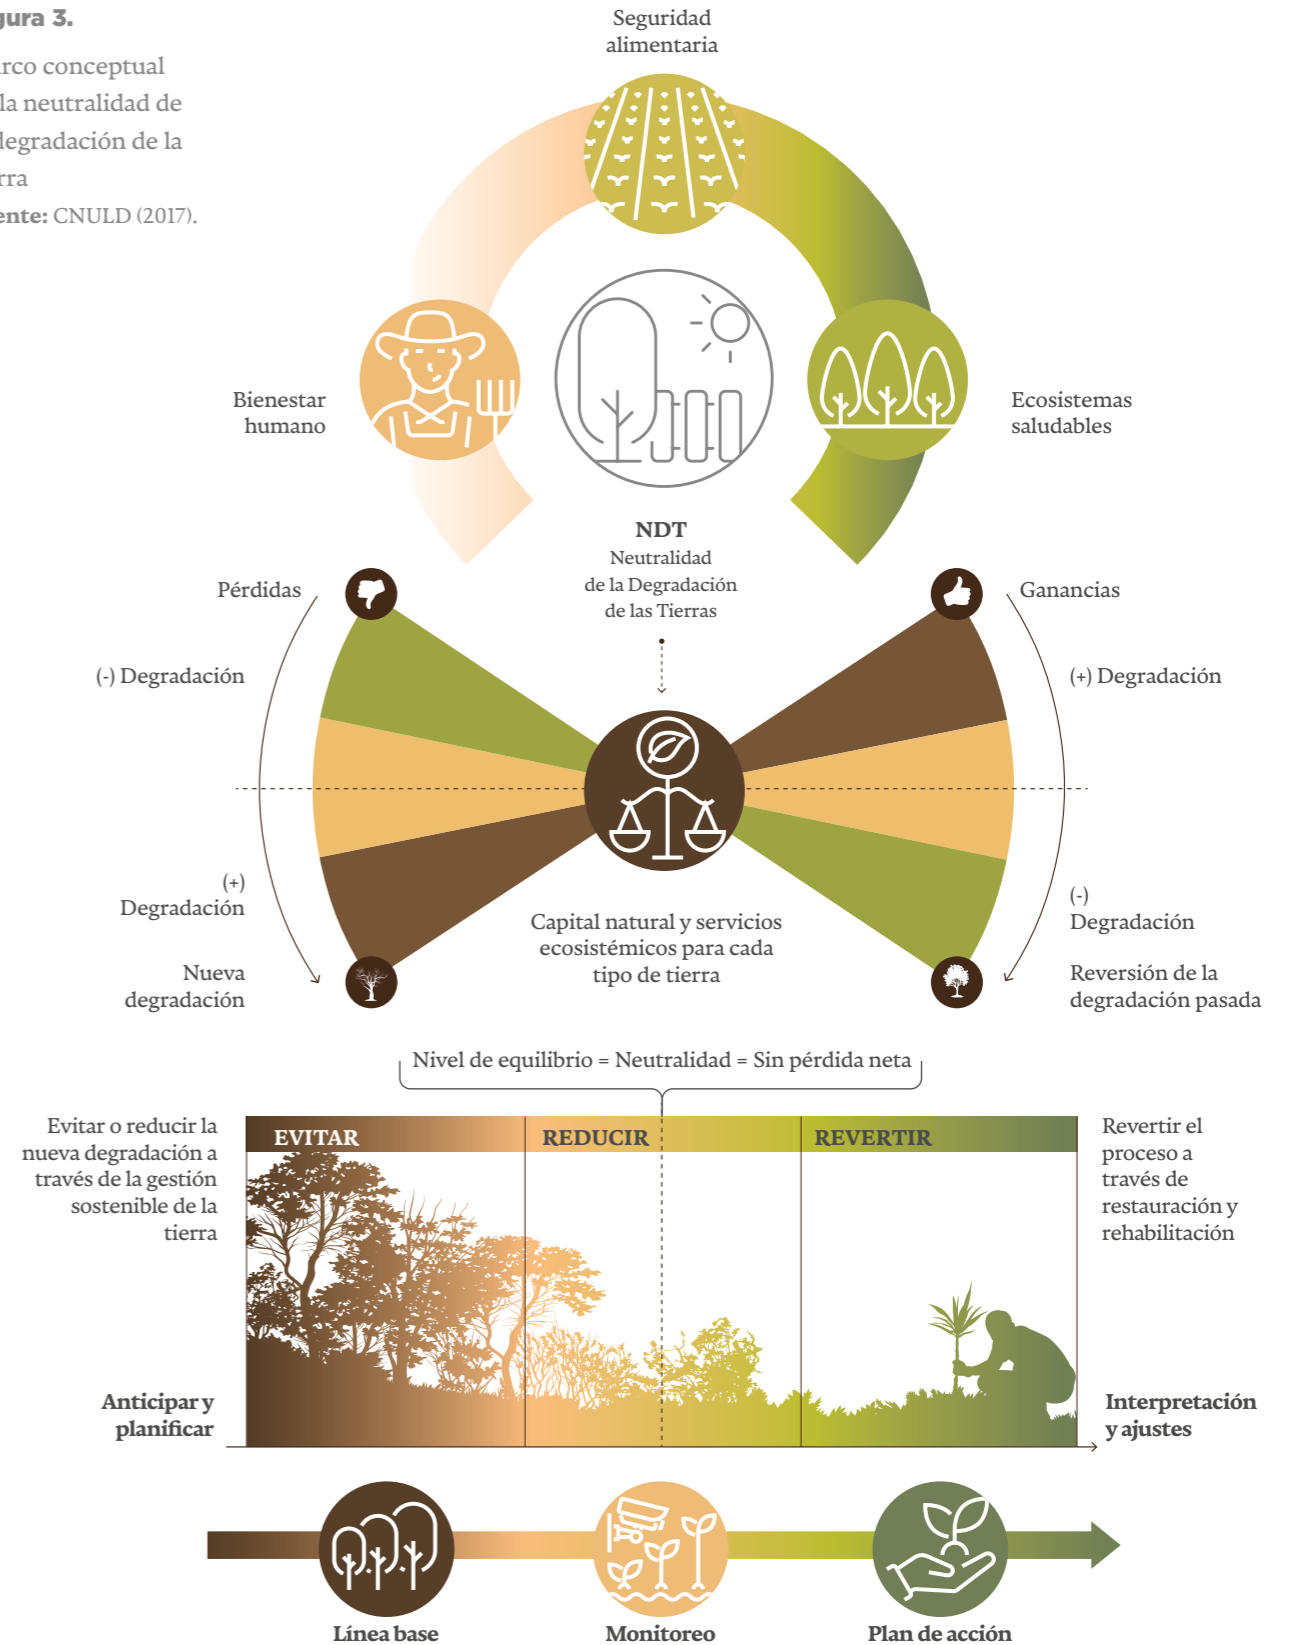 gura 3.
rco conceptual
la neutralidad de
degradación de la
rra
ente: CNULD (2017).
Seguridad
alimentaria
Bienestar
humano
Ecosistemas
saludables
NDT
Neutralidad
de la Degradación
de las Tierras
Pérdidas
Ganancias
(-) Degradación
(+) Degradación
(+)
Degradación
(-)
Degradación
Nueva
degradación
Reversión de la
degradación pasada
Capital natural y servicios
ecosistémicos para cada
tipo de tierra
Nivel de equilibrio = Neutralidad = Sin pérdida neta
Evitar o reducir la
nueva degradación a
través de la gestión
sostenible de la
tierra
EVITAR
REDUCIR
REVERTIR
Revertir el
proceso a
través de
restauración y
rehabilitación
Anticipar y
planificar
Interpretación
y ajustes
Línea base
Monitoreo
Plan de acción